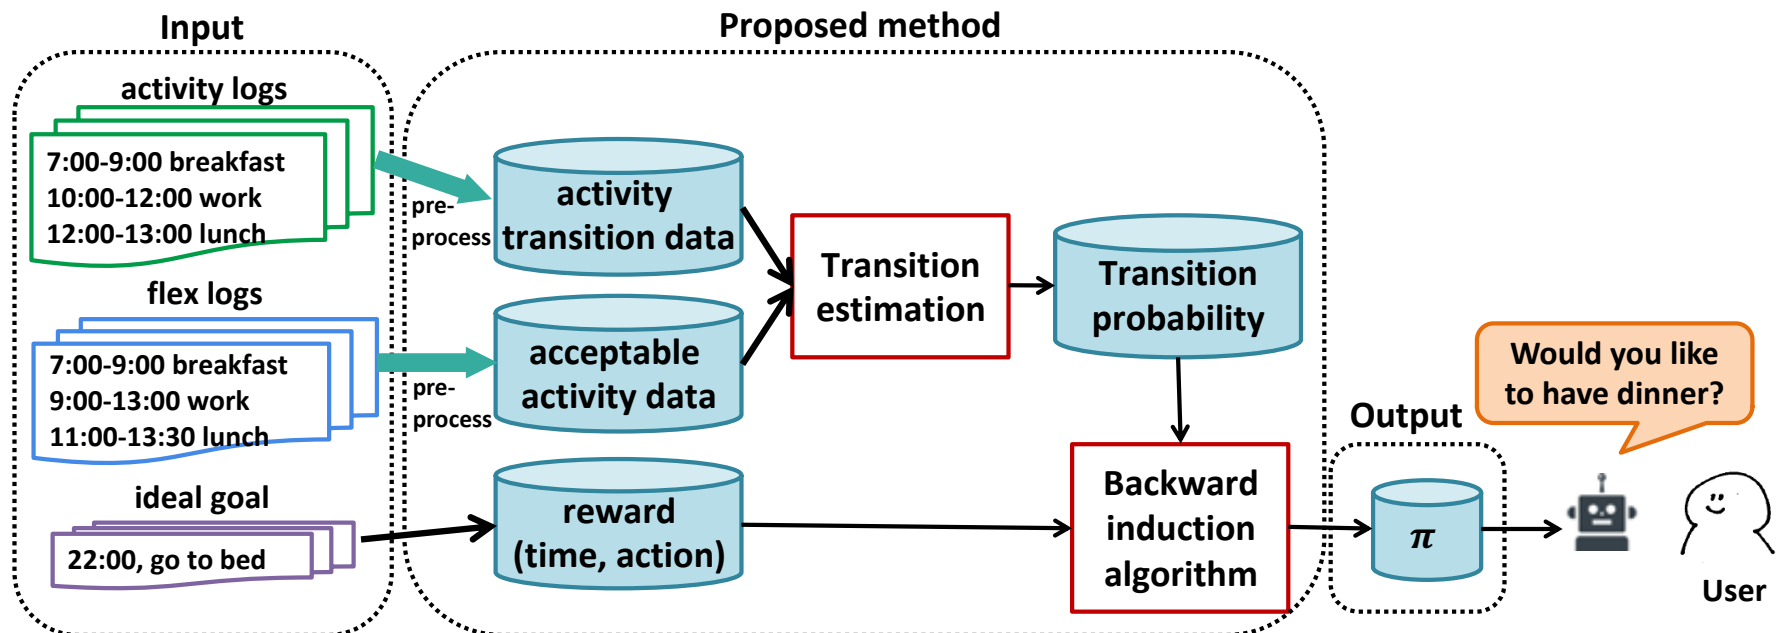 Input
activity logs
7:00-9:00 breakfast
10:00-12:00 work
12:00-13:00 lunch
flex logs
7:00-9:00 breakfast
9:00-13:00 work
11:00-13:30 lunch
ideal goal
22:00, go to bed
Proposed method
pre-
process
activity
transition data
pre-
process
acceptable
activity data
reward
(time, action)
Transition
estimation
Transition
probability
Backward
induction
algorithm
Output
π
Would you like
to have dinner?
User